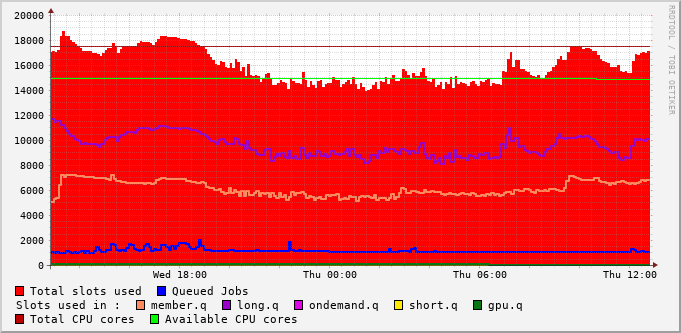 20000
18000
16000
14000
12000
10000
8000
6000
4000
2000
0
Wed 18:00 Thu 00:00 Thu 06:00 Thu 12:00
RRDTOOL / TOBI OETIKER
Total slots used Queued Jobs
Slots used in : member.q long.q ondemand.q short.q gpu.q
Total CPU cores Available CPU cores